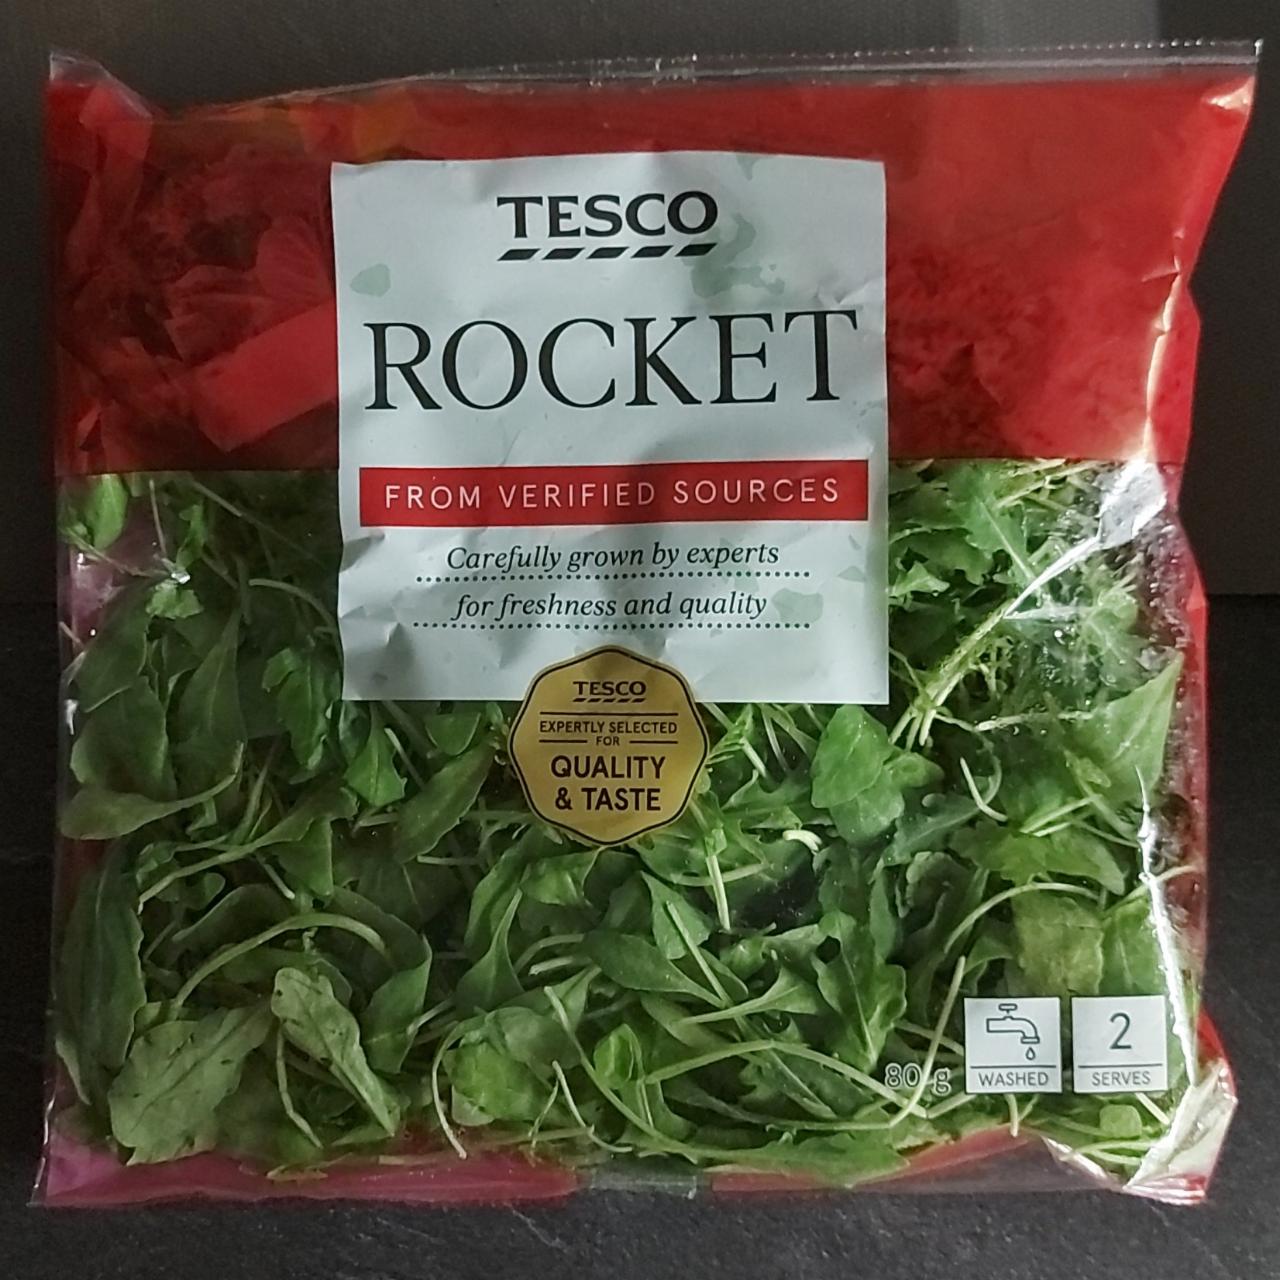 TESCO
ROCKET
FROM VERIFIED SOURCES
Carefully grown by experts
for freshness and quality
TESCO
EXPERTLY SELECTED
FOR
QUALITY
& TASTE
80 g
WASHED
2
SERVES